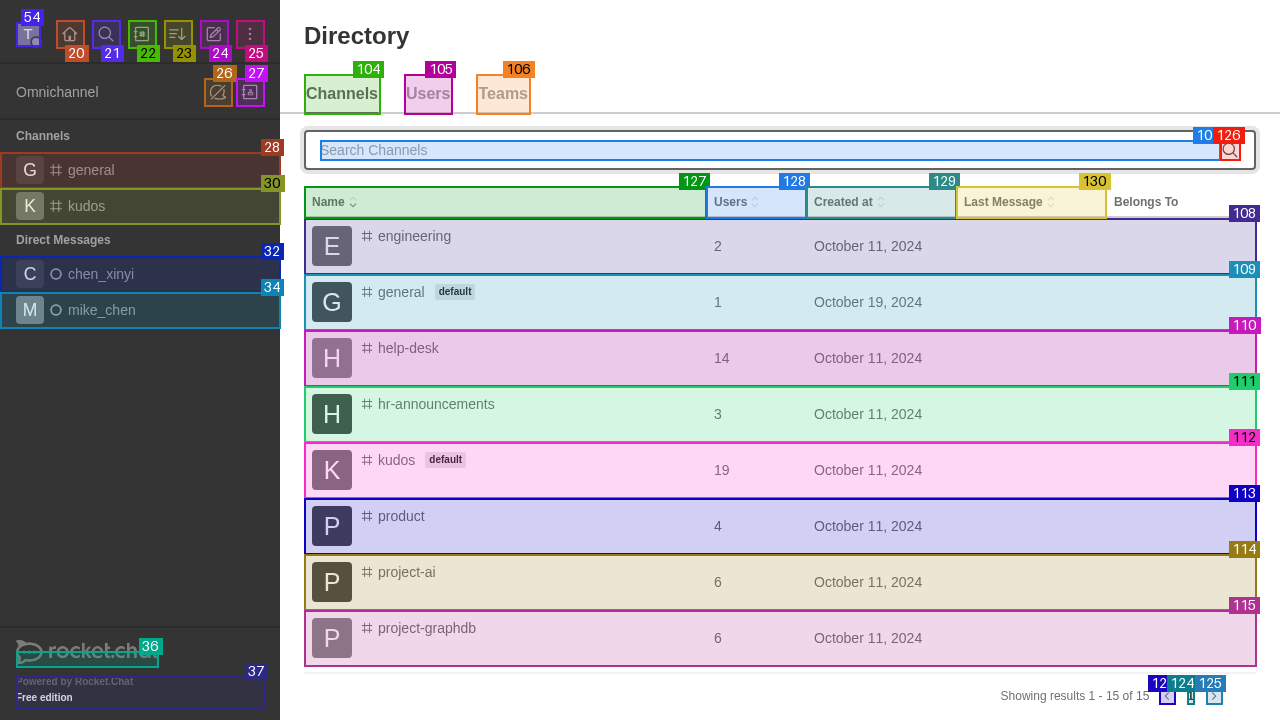 54
T
20
21
22
23
24
25
26
27
Omnichannel
Channels
28
G general
30
K kudos
Direct Messages
32
C chen_xinyi
34
M mike_chen
36
rocket.chat
37
Powered by Rocket.Chat
Free edition
Directory
104
105
106
Channels Users Teams
10
126
Search Channels
127
128
129
130
Name Users Created at Last Message Belongs To
108
E engineering 2 October 11, 2024
109
G general default 1 October 19, 2024
110
H help-desk 14 October 11, 2024
111
H hr-announcements 3 October 11, 2024
112
K kudos default 19 October 11, 2024
113
P product 4 October 11, 2024
114
P project-ai 6 October 11, 2024
115
P project-graphdb 6 October 11, 2024
12
124
125
Showing results 1 - 15 of 15 1